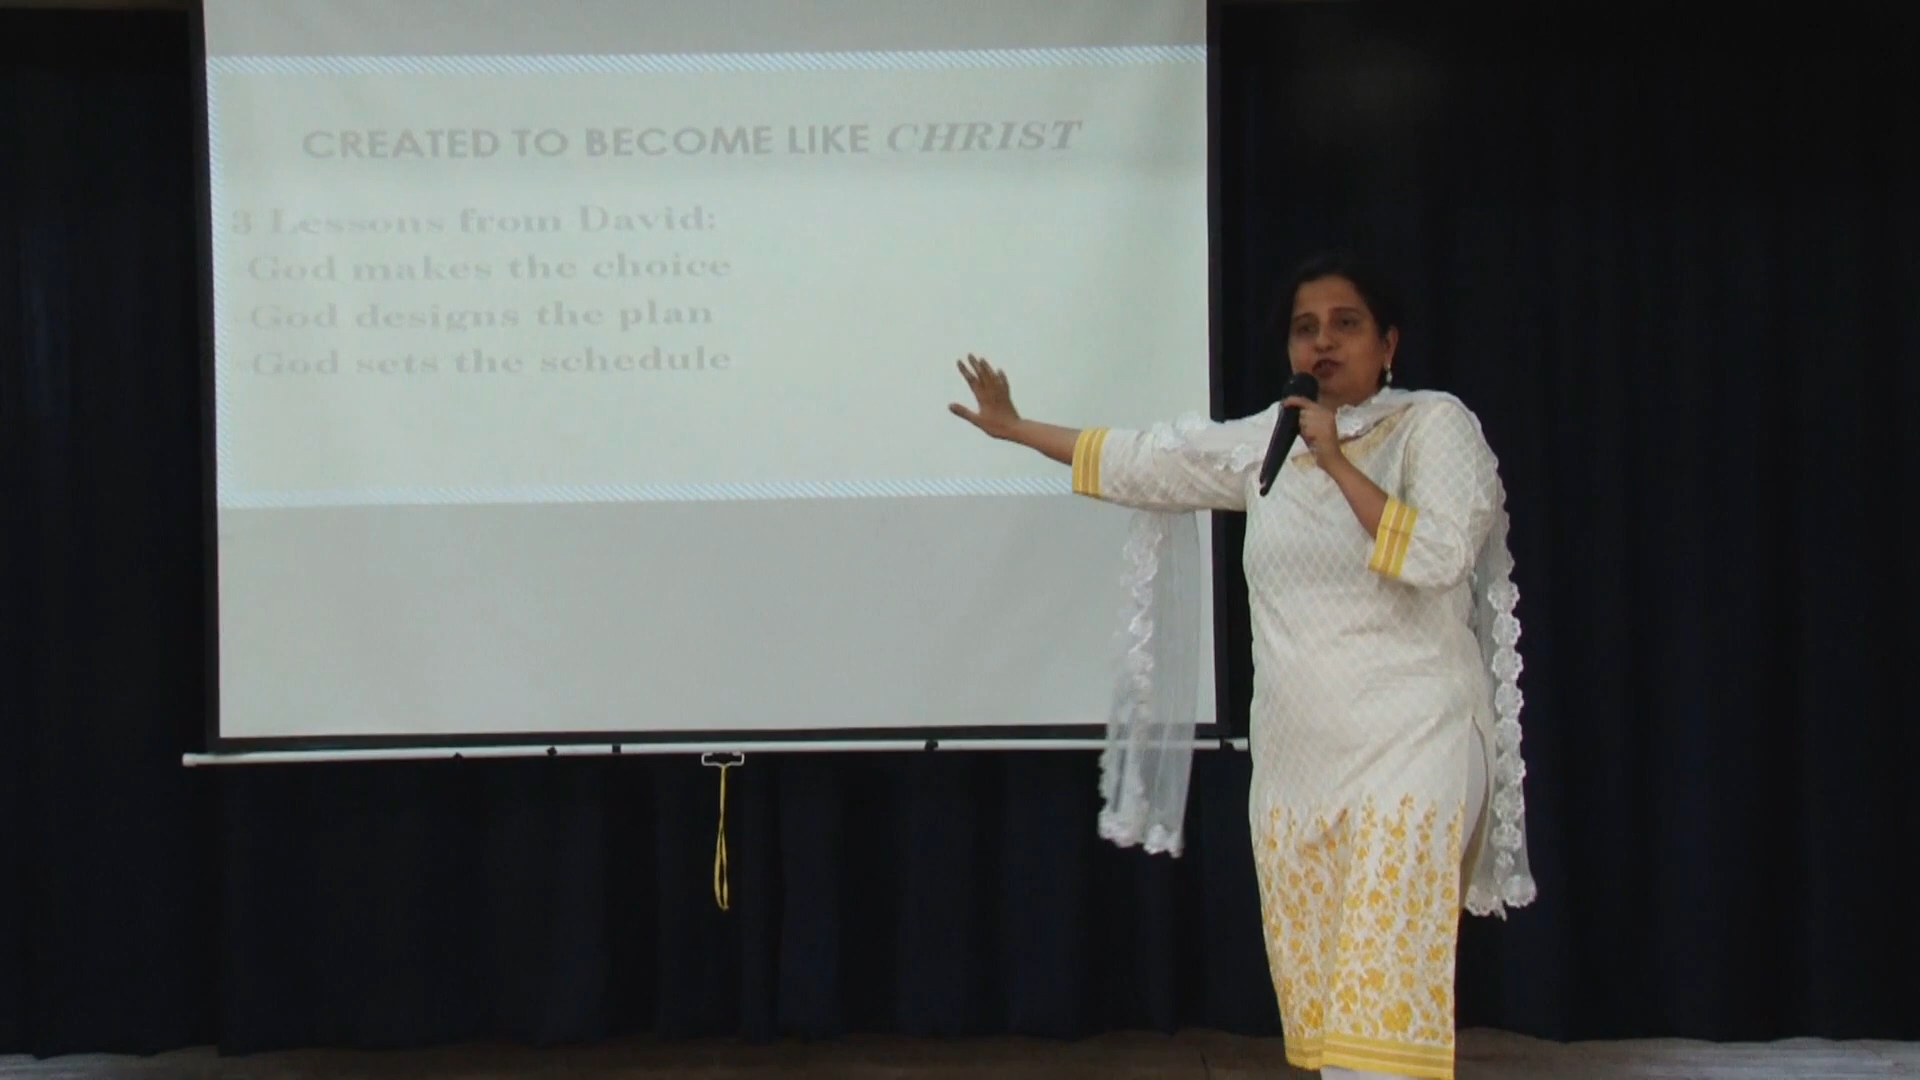 CREATED TO BECOME LIKE CHRIST
3 Lessons from David:
-God makes the choice
-God designs the plan
-God sets the schedule